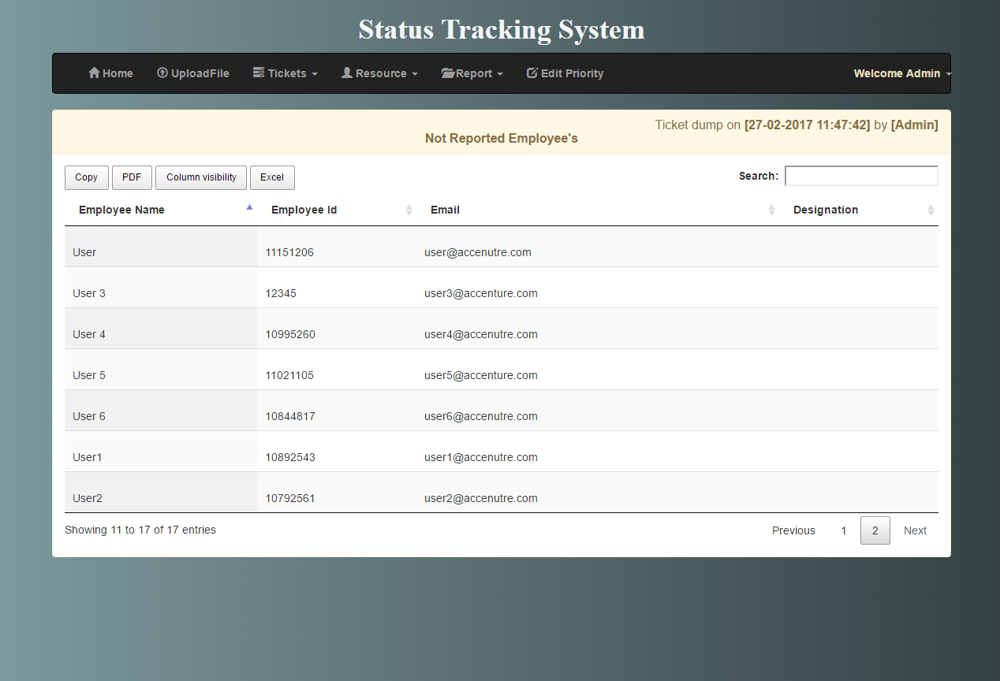 Status Tracking System
Home UploadFile Tickets Resource Report Edit Priority Welcome Admin
Ticket dump on [27-02-2017 11:47:42] by [Admin]
Not Reported Employee's
Copy PDF Column visibility Excel Search:
Employee Name Employee Id Email Designation
User 11151206 user@accenutre.com
User 3 12345 user3@accenture.com
User 4 10995260 user4@accenutre.com
User 5 11021105 user5@accenture.com
User 6 10844817 user6@accenutre.com
User1 10892543 user1@accenutre.com
User2 10792561 user2@accenutre.com
Showing 11 to 17 of 17 entries Previous 1 2 Next